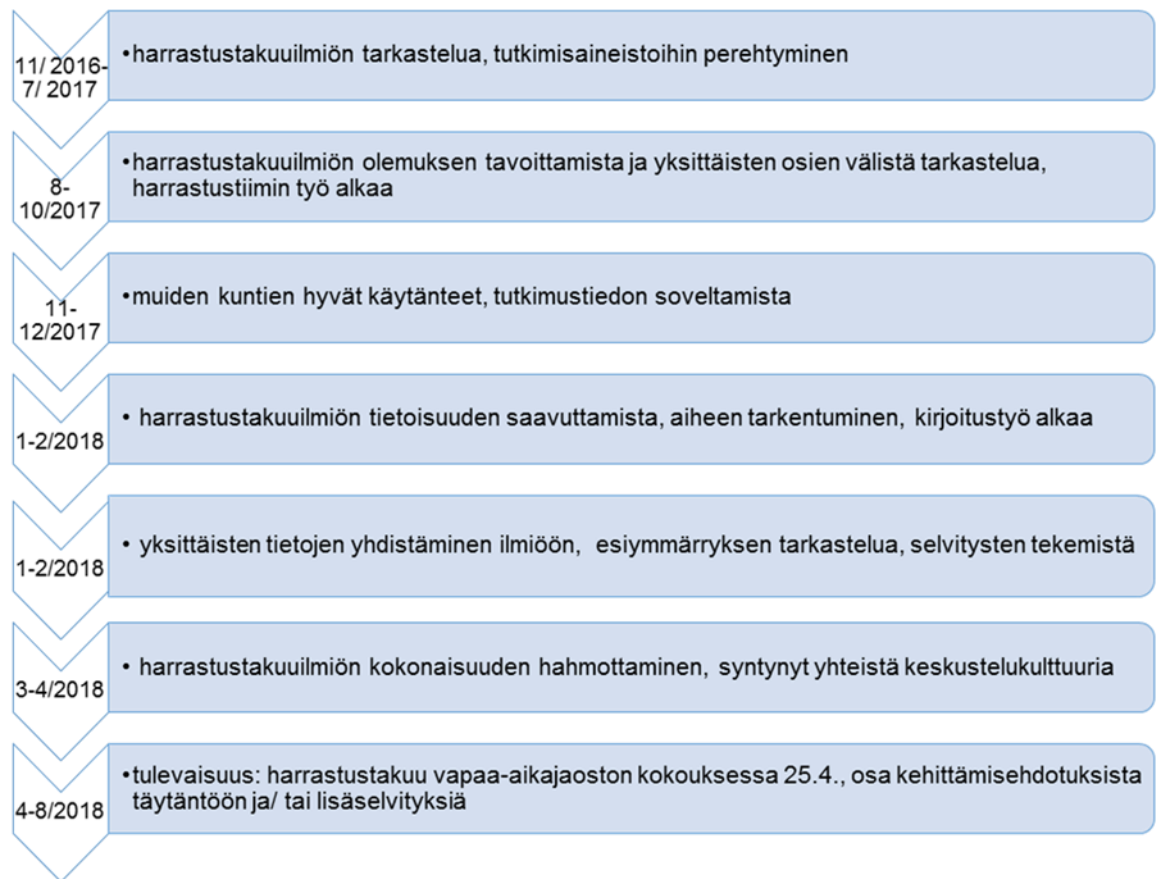 11/ 2016-
7/ 2017
•harrastustakuuilmiön tarkastelua, tutkimisaineistoihin perehtyminen
8-
10/2017
•harrastustakuuilmiön olemuksen tavoittamista ja yksittäisten osien välistä tarkastelua,
harrastustiimin työ alkaa
11-
12/2017
•muiden kuntien hyvät käytänteet, tutkimustiedon soveltamista
1-2/2018
• harrastustakuuilmiön tietoisuuden saavuttamista, aiheen tarkentuminen, kirjoitustyö alkaa
1-2/2018
• yksittäisten tietojen yhdistäminen ilmiöön, esiymmärryksen tarkastelua, selvitysten tekemistä
3-4/2018
• harrastustakuuilmiön kokonaisuuden hahmottaminen, syntynyt yhteistä keskustelukulttuuria
4-8/2018
•tulevaisuus: harrastustakuu vapaa-aikajaoston kokouksessa 25.4., osa kehittämisehdotuksista
täytäntöön ja/ tai lisäselvityksiä